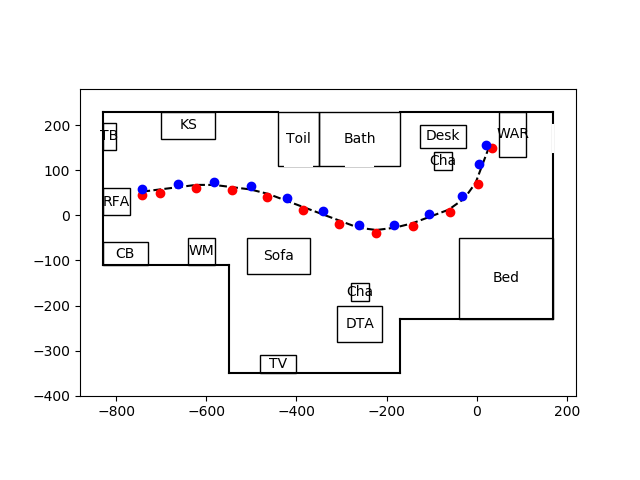 200
100
0
−100
−200
−300
−400
−800
−600
−400
−200
0
200
TB
KS
Toil
Bath
Desk
WAR
Cha
RFA
CB
WM
Sofa
Bed
Cha
DTA
TV